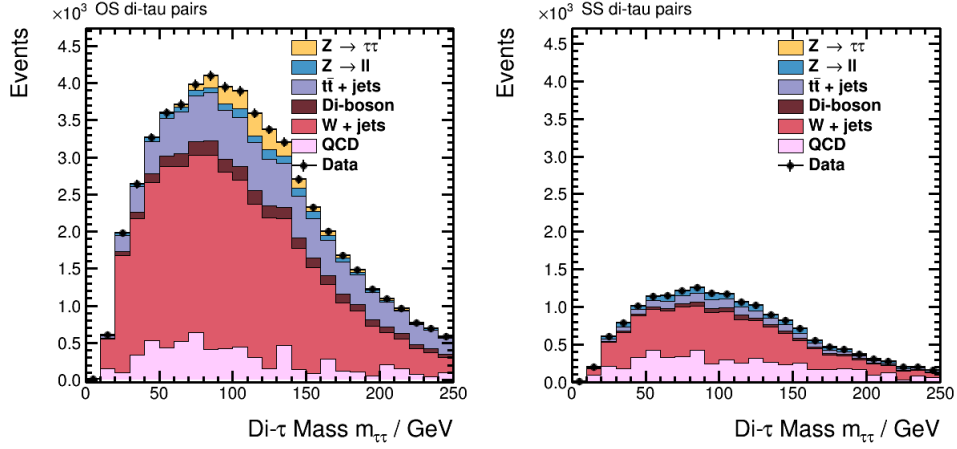 ×10³ OS di-tau pairs
Events
4.5
4.0
3.5
3.0
2.5
2.0
1.5
1.0
0.5
0.0
0 50 100 150 200 250
Di-τ Mass m_ττ / GeV
Z → ττ
Z → ll
tt̄ + jets
Di-boson
W + jets
QCD
Data
×10³ SS di-tau pairs
Events
4.5
4.0
3.5
3.0
2.5
2.0
1.5
1.0
0.5
0.0
0 50 100 150 200 250
Di-τ Mass m_ττ / GeV
Z → ττ
Z → ll
tt̄ + jets
Di-boson
W + jets
QCD
Data